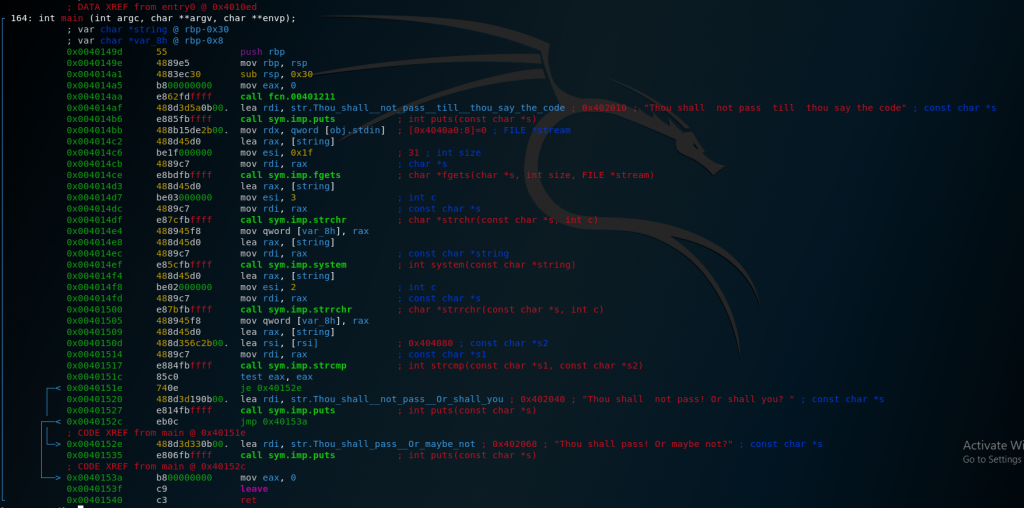 ; DATA XREF from entry0 @ 0x4010ed
164: int main (int argc, char **argv, char **envp);
; var char *string @ rbp-0x30
; var char *var_8h @ rbp-0x8
0x0040149d 55 push rbp
0x0040149e 4889e5 mov rbp, rsp
0x004014a1 4883ec30 sub rsp, 0x30
0x004014a5 b800000000 mov eax, 0
0x004014aa e862fdffff call fcn.00401211
0x004014af 488d3d5a0b00. lea rdi, str.Thou_shall__not_pass__till__thou_say_the_code ; 0x402010 ; "Thou shall  not pass  till  thou say the code" ; const char *s
0x004014b6 e885fbffff call sym.imp.puts ; int puts(const char *s)
0x004014bb 488b15de2b00. mov rdx, qword [obj.stdin] ; [0x4040a0:8]=0 ; FILE *stream
0x004014c2 488d45d0 lea rax, [string]
0x004014c6 be1f000000 mov esi, 0x1f ; 31 ; int size
0x004014cb 4889c7 mov rdi, rax ; char *s
0x004014ce e8bdfbffff call sym.imp.fgets ; char *fgets(char *s, int size, FILE *stream)
0x004014d3 488d45d0 lea rax, [string]
0x004014d7 be03000000 mov esi, 3 ; int c
0x004014dc 4889c7 mov rdi, rax ; const char *s
0x004014df e87cfbffff call sym.imp.strchr ; char *strchr(const char *s, int c)
0x004014e4 488945f8 mov qword [var_8h], rax
0x004014e8 488d45d0 lea rax, [string]
0x004014ec 4889c7 mov rdi, rax ; const char *string
0x004014ef e85cfbffff call sym.imp.system ; int system(const char *string)
0x004014f4 488d45d0 lea rax, [string]
0x004014f8 be02000000 mov esi, 2 ; int c
0x004014fd 4889c7 mov rdi, rax ; const char *s
0x00401500 e87bfbffff call sym.imp.strrchr ; char *strrchr(const char *s, int c)
0x00401505 488945f8 mov qword [var_8h], rax
0x00401509 488d45d0 lea rax, [string]
0x0040150d 488d356c2b00. lea rsi, [rsi] ; 0x404080 ; const char *s2
0x00401514 4889c7 mov rdi, rax ; const char *s1
0x00401517 e884fbffff call sym.imp.strcmp ; int strcmp(const char *s1, const char *s2)
0x0040151c 85c0 test eax, eax
0x0040151e 740e je 0x40152e
0x00401520 488d3d190b00. lea rdi, str.Thou_shall__not_pass__Or_shall_you ; 0x402040 ; "Thou shall  not pass! Or shall you? " ; const char *s
0x00401527 e814fbffff call sym.imp.puts ; int puts(const char *s)
0x0040152c eb0c jmp 0x40153a
; CODE XREF from main @ 0x40151e
0x0040152e 488d3d330b00. lea rdi, str.Thou_shall_pass__Or_maybe_not ; 0x402068 ; "Thou shall pass! Or maybe not?" ; const char *s
0x00401535 e806fbffff call sym.imp.puts ; int puts(const char *s)
; CODE XREF from main @ 0x40152c
0x0040153a b800000000 mov eax, 0
0x0040153f c9 leave
0x00401540 c3 ret
Activate Wi
Go to Settings